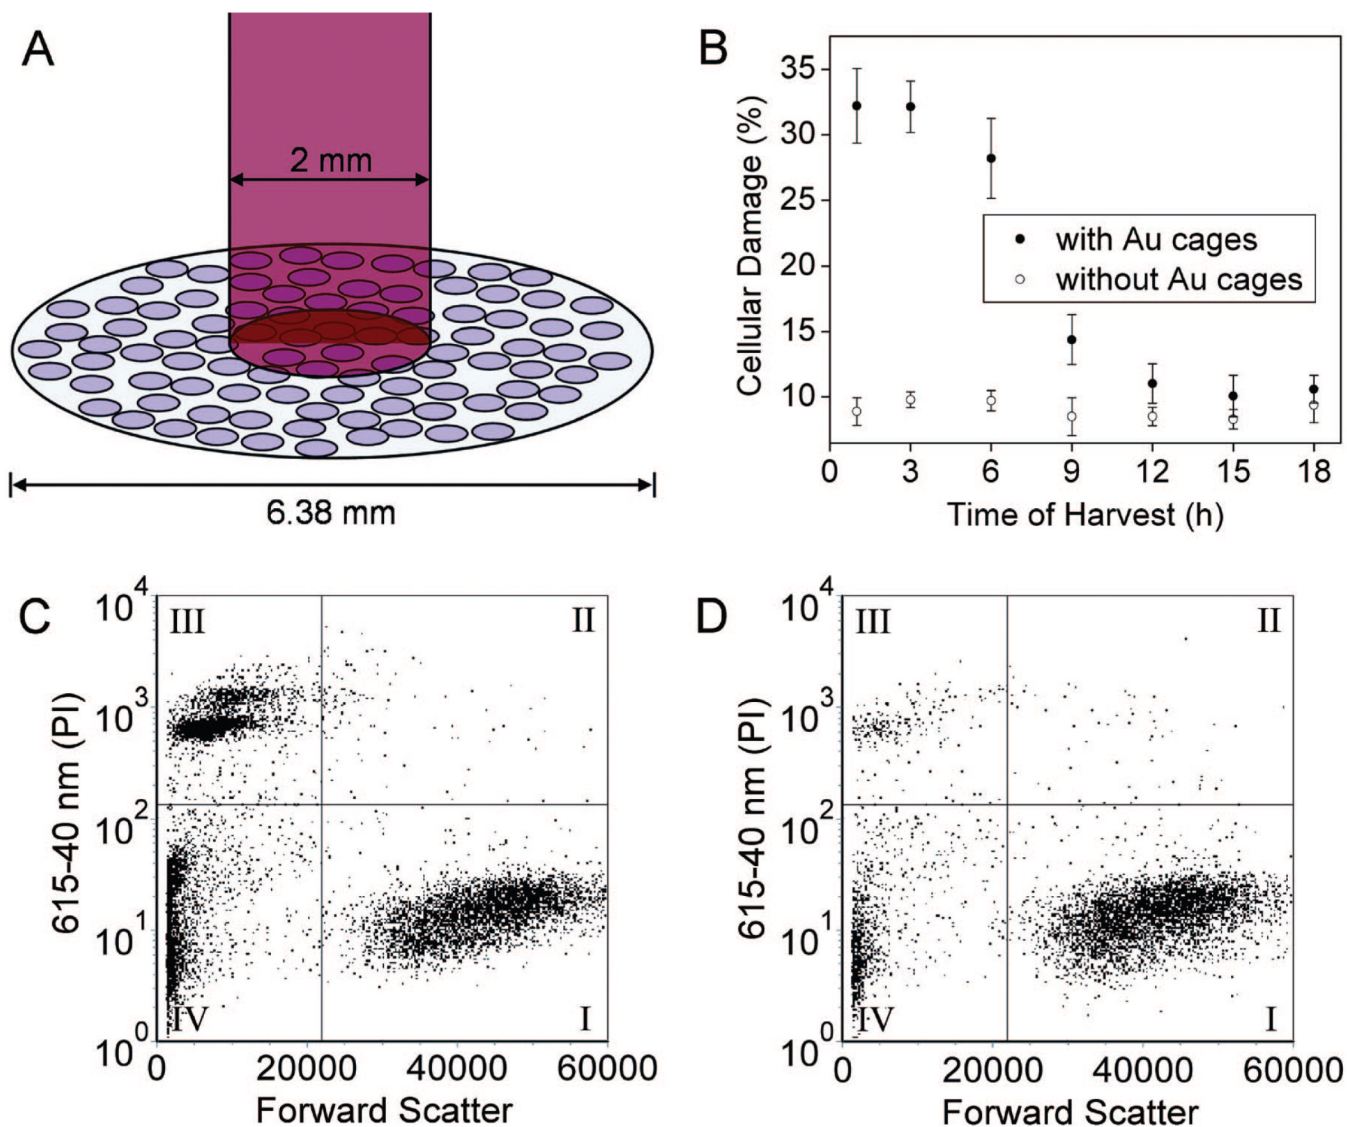 A
2 mm
6.38 mm
B
Cellular Damage (%)
35
30
25
20
15
10
with Au cages
without Au cages
0 3 6 9 12 15 18
Time of Harvest (h)
C
615-40 nm (PI)
10^4
10^3
10^2
10^1
10^0
III
II
IV
I
0 20000 40000 60000
Forward Scatter
D
615-40 nm (PI)
10^4
10^3
10^2
10^1
10^0
III
II
IV
I
0 20000 40000 60000
Forward Scatter